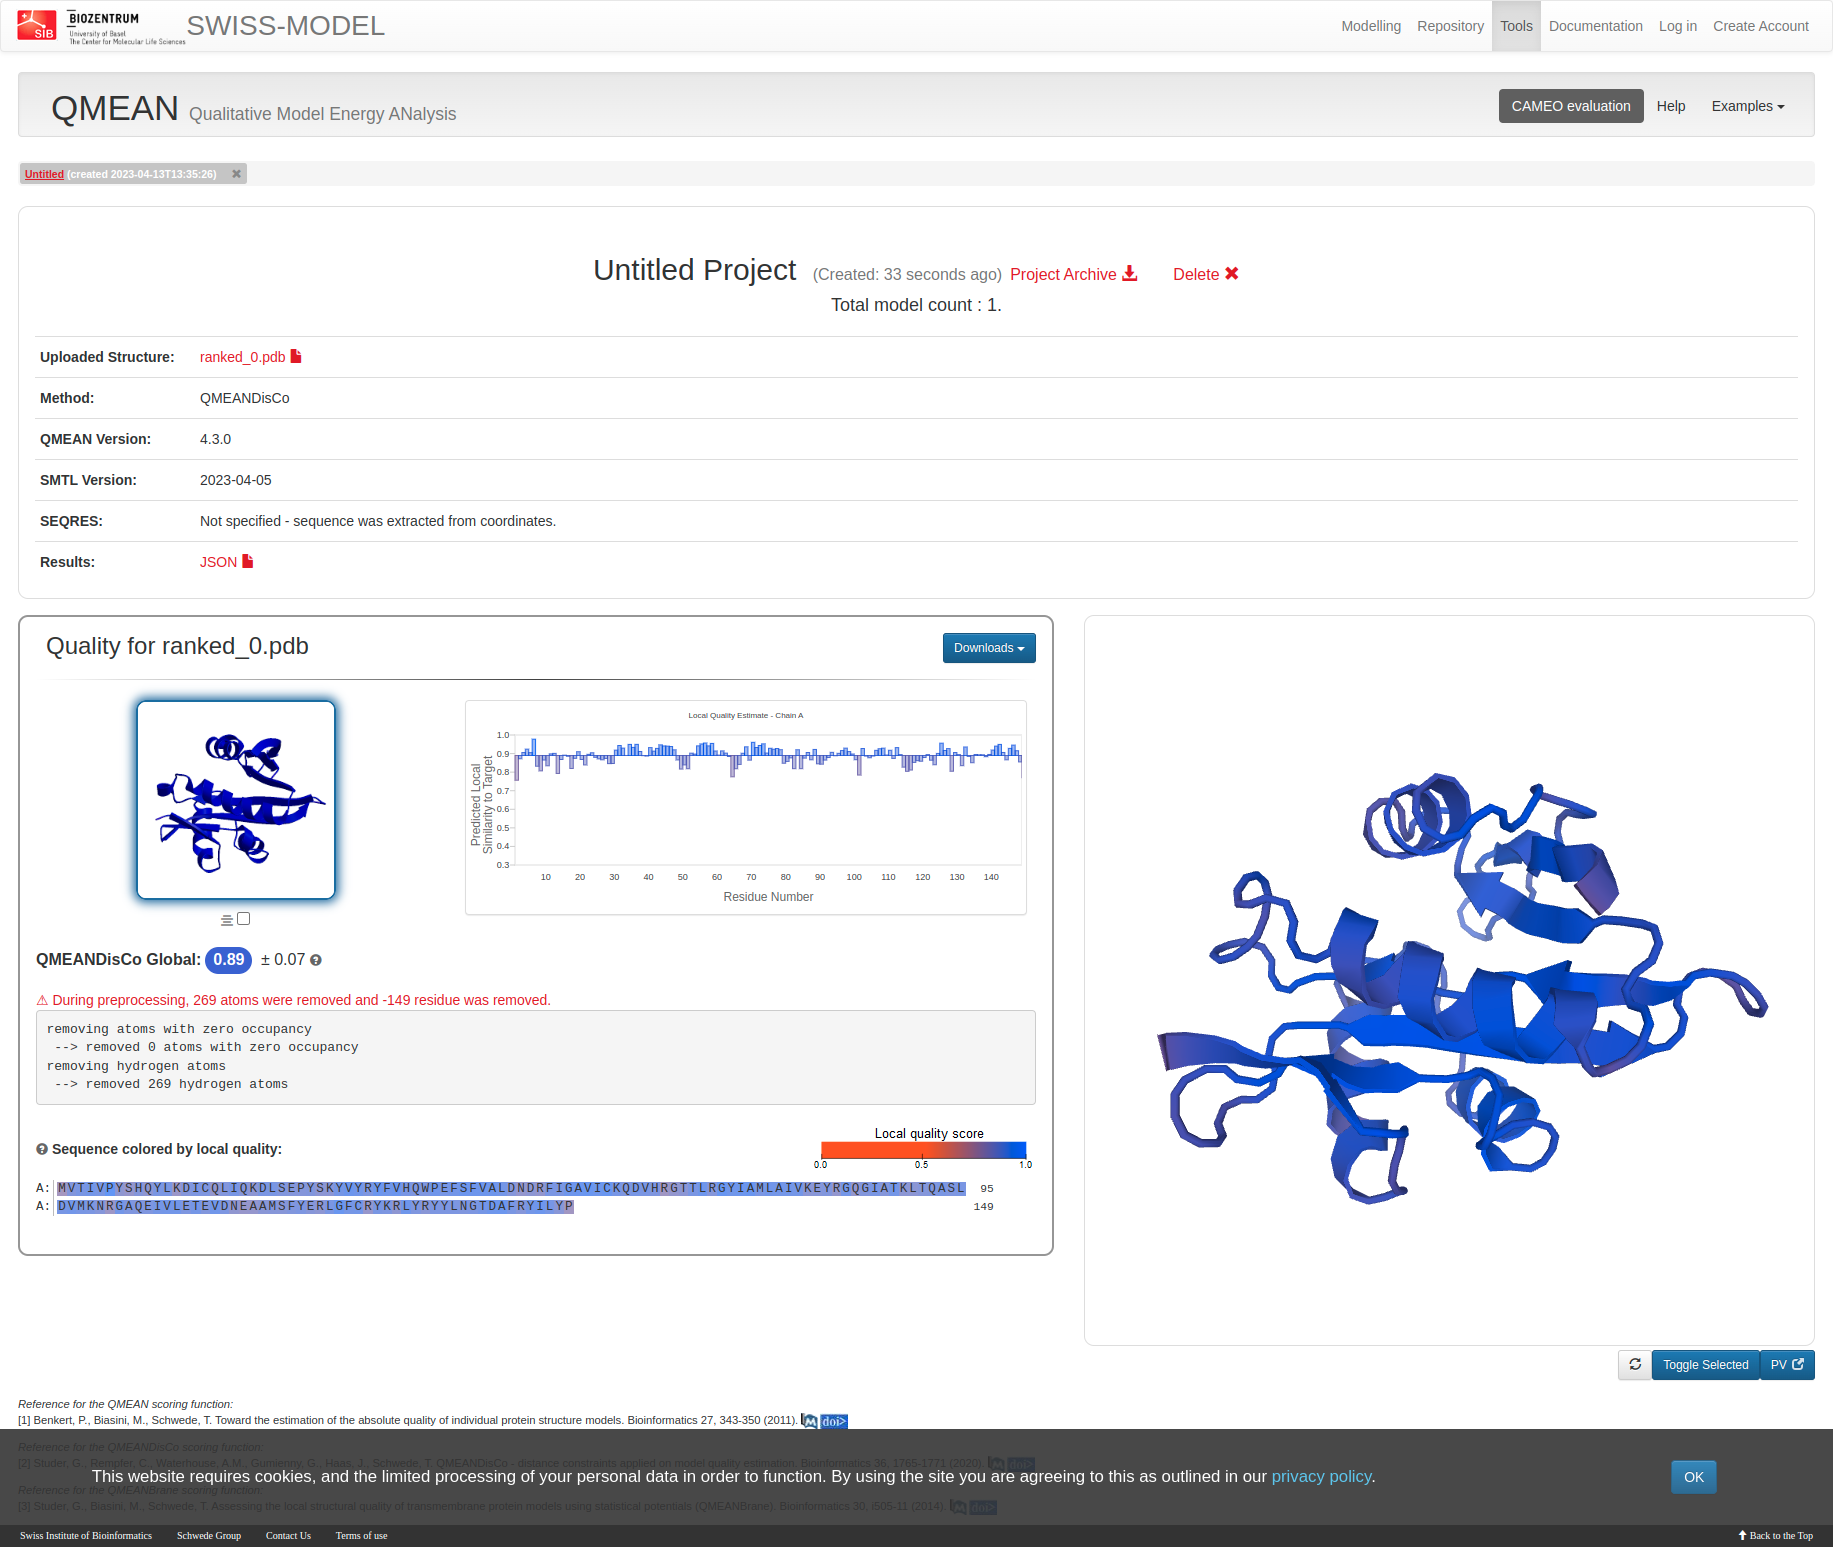 SIB
BIOZENTRUM
University of Basel
The Center for Molecular Life Sciences
SWISS-MODEL
Modelling Repository Tools Documentation Log in Create Account
QMEAN Qualitative Model Energy ANalysis
CAMEO evaluation Help Examples
Untitled (created 2023-04-13T13:35:26) ✖
Untitled Project (Created: 33 seconds ago) Project Archive Delete ✖
Total model count : 1.
Uploaded Structure: ranked_0.pdb
Method: QMEANDisCo
QMEAN Version: 4.3.0
SMTL Version: 2023-04-05
SEQRES: Not specified - sequence was extracted from coordinates.
Results: JSON
Quality for ranked_0.pdb
Downloads
Local Quality Estimate - Chain A
Predicted Local
Similarity to Target
1.0
0.9
0.8
0.7
0.6
0.5
0.4
0.3
10 20 30 40 50 60 70 80 90 100 110 120 130 140
Residue Number
QMEANDisCo Global: 0.89 ± 0.07
⚠ During preprocessing, 269 atoms were removed and -149 residue was removed.
removing atoms with zero occupancy
--> removed 0 atoms with zero occupancy
removing hydrogen atoms
--> removed 269 hydrogen atoms
Sequence colored by local quality:
Local quality score
0.0 0.5 1.0
A: MVTIVPYSHQYLKDICQLIQKDLSEPYSKYVYRYFVHQWPEFSFVALDNDRFIGAVICKQDVHRGTTLRGYIAMLAIVKEYRGQGIATKLTQASL 95
A: DVMKNRGAQEIVLETEVDNEAAMSFYERLGFCRYKRLYRYYLNGTDAFRYILYP 149
Toggle Selected PV
Reference for the QMEAN scoring function:
[1] Benkert, P., Biasini, M., Schwede, T. Toward the estimation of the absolute quality of individual protein structure models. Bioinformatics 27, 343-350 (2011). M doi>
Reference for the QMEANDisCo scoring function:
[2] Studer, G., Rempfer, C., Waterhouse, A.M., Gumienny, G., Haas, J., Schwede, T. QMEANDisCo - distance constraints applied on model quality estimation. Bioinformatics 36, 1765-1771 (2020). M doi>
This website requires cookies, and the limited processing of your personal data in order to function. By using the site you are agreeing to this as outlined in our privacy policy.
OK
Reference for the QMEANBrane scoring function:
[3] Studer, G., Biasini, M., Schwede, T. Assessing the local structural quality of transmembrane protein models using statistical potentials (QMEANBrane). Bioinformatics 30, i505-11 (2014). M doi>
Swiss Institute of Bioinformatics Schwede Group Contact Us Terms of use
Back to the Top